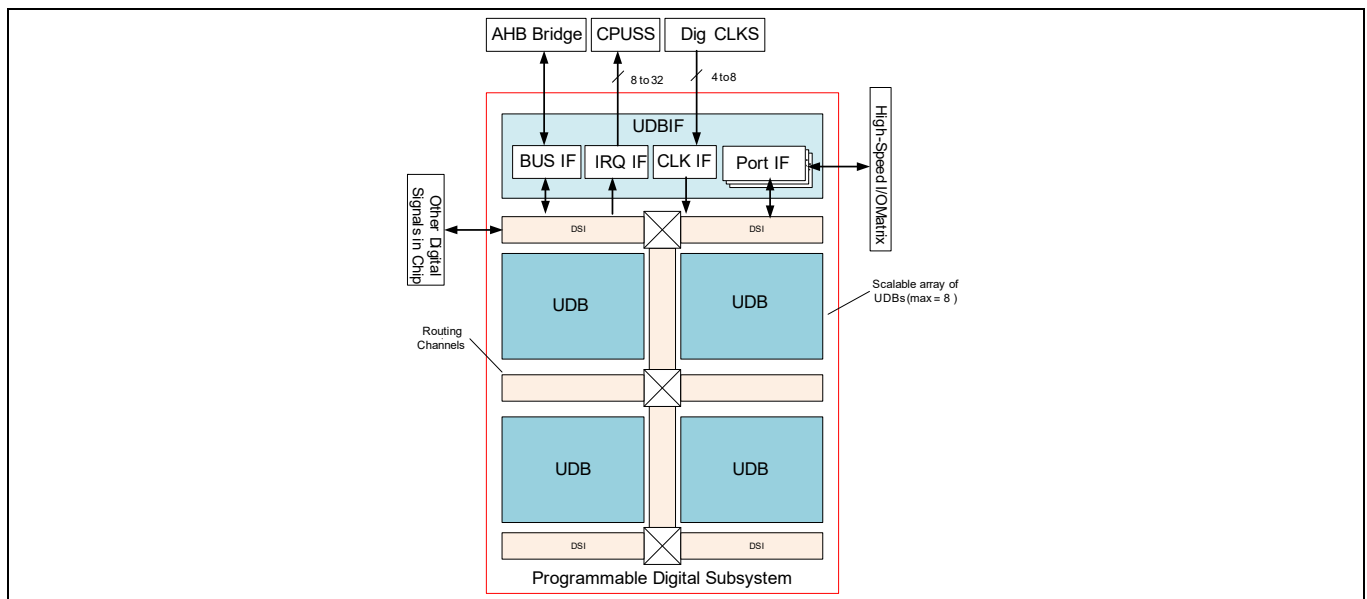 AHB Bridge
CPUSS
Dig CLKS
8 to 32
4 to 8
UDBIF
BUS IF
IRQ IF
CLK IF
Port IF
High-Speed I/OMatrix
Other Digital
Signals in Chip
DSI
DSI
UDB
UDB
Scalable array of
UDBs (max = 8 )
Routing
Channels
UDB
UDB
DSI
DSI
Programmable Digital Subsystem